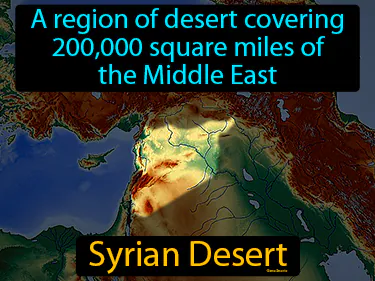 A region of desert covering
200,000 square miles of
the Middle East
Syrian Desert